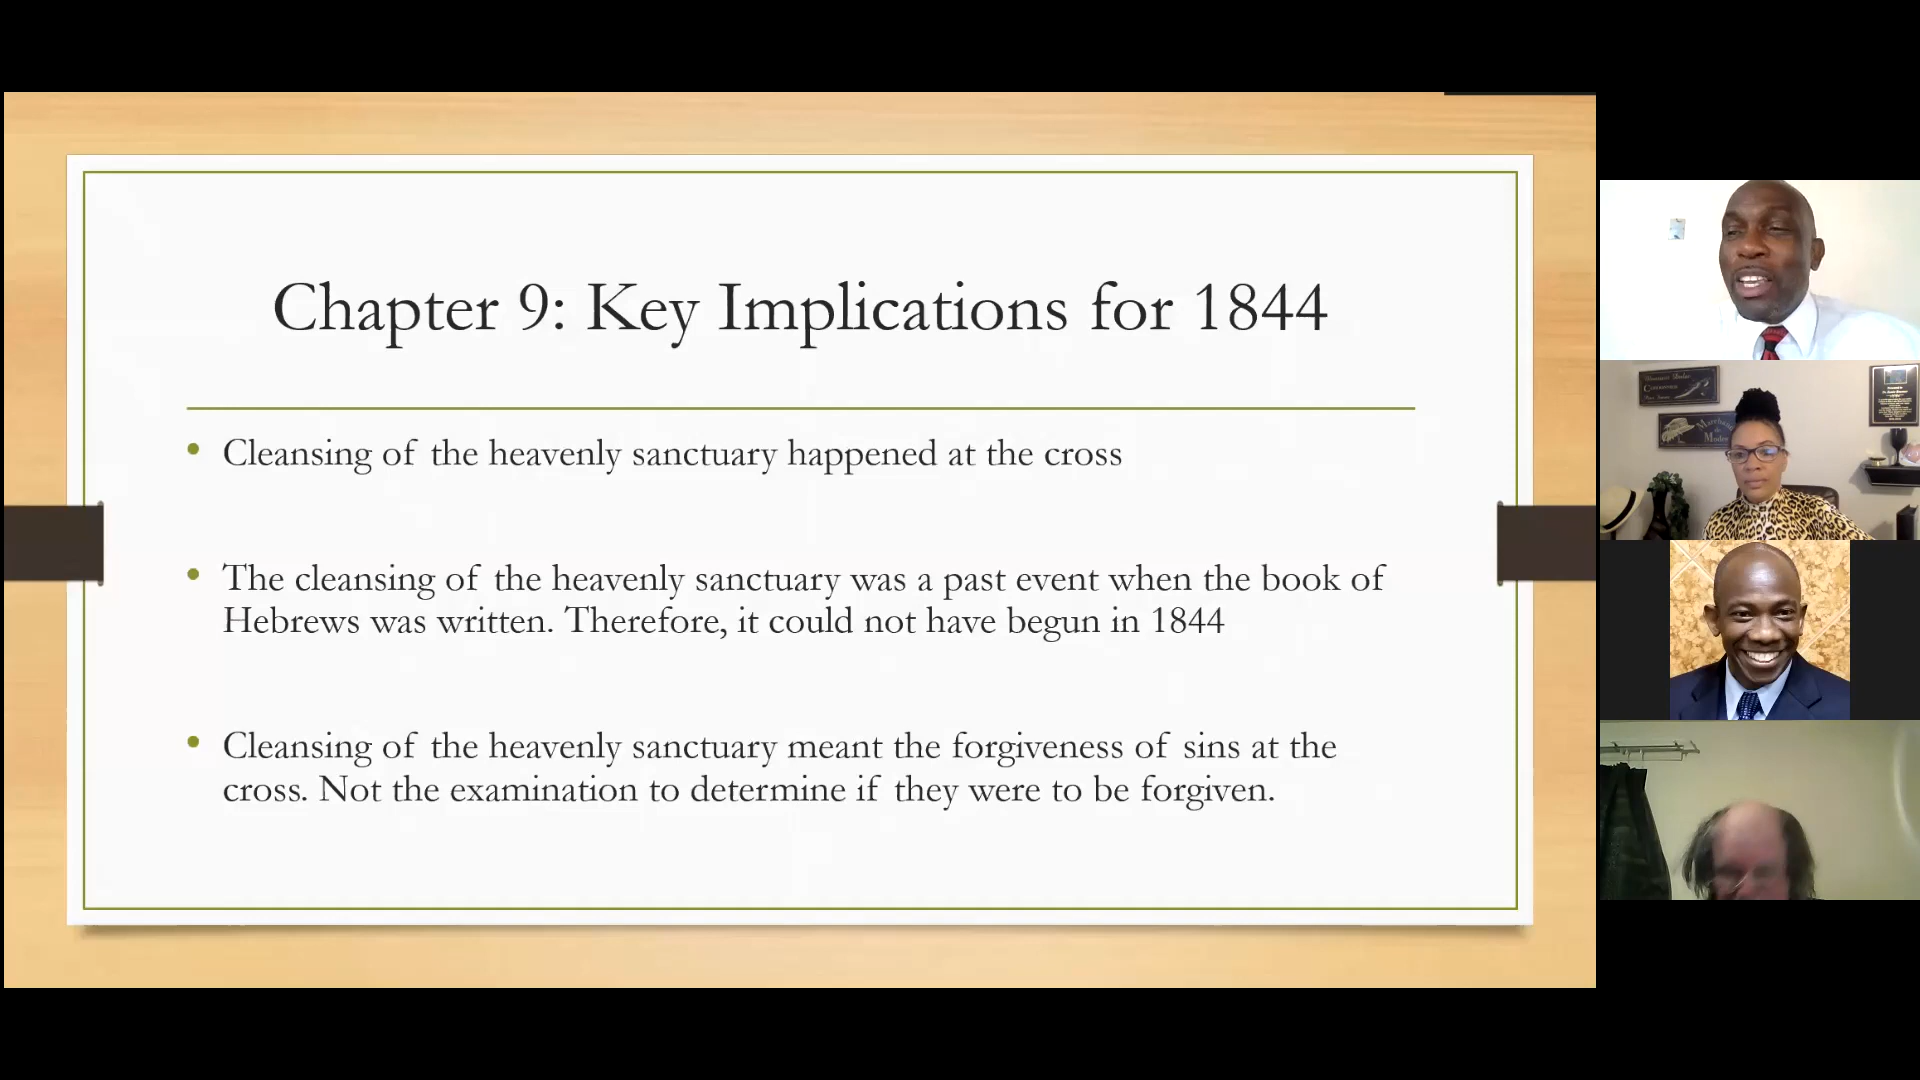 Chapter 9: Key Implications for 1844
• Cleansing of the heavenly sanctuary happened at the cross
• The cleansing of the heavenly sanctuary was a past event when the book of
Hebrews was written. Therefore, it could not have begun in 1844
• Cleansing of the heavenly sanctuary meant the forgiveness of sins at the
cross. Not the examination to determine if they were to be forgiven.